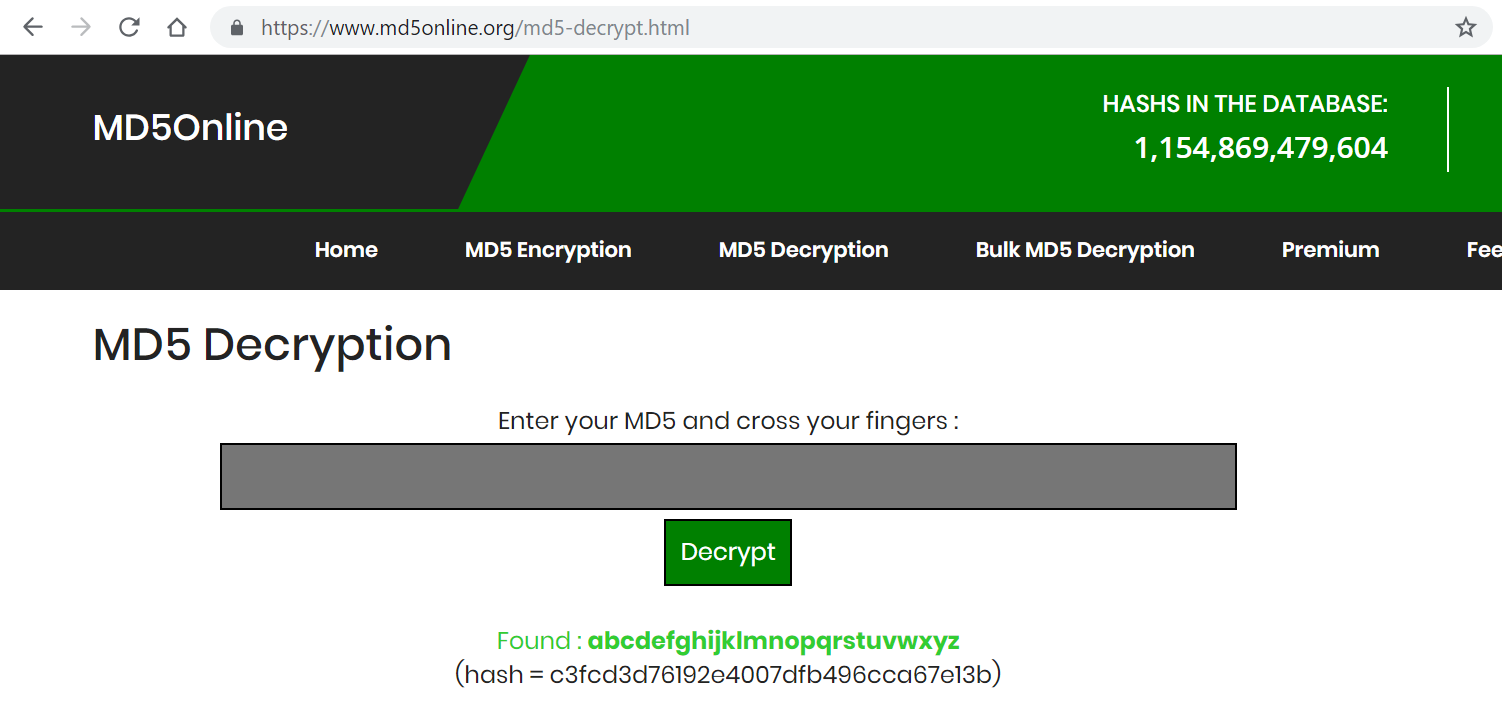 https://www.md5online.org/md5-decrypt.html
MD5Online
HASHS IN THE DATABASE:
1,154,869,479,604
Home MD5 Encryption MD5 Decryption Bulk MD5 Decryption Premium Fee
MD5 Decryption
Enter your MD5 and cross your fingers :
Decrypt
Found : abcdefghijklmnopqrstuvwxyz
(hash = c3fcd3d76192e4007dfb496cca67e13b)